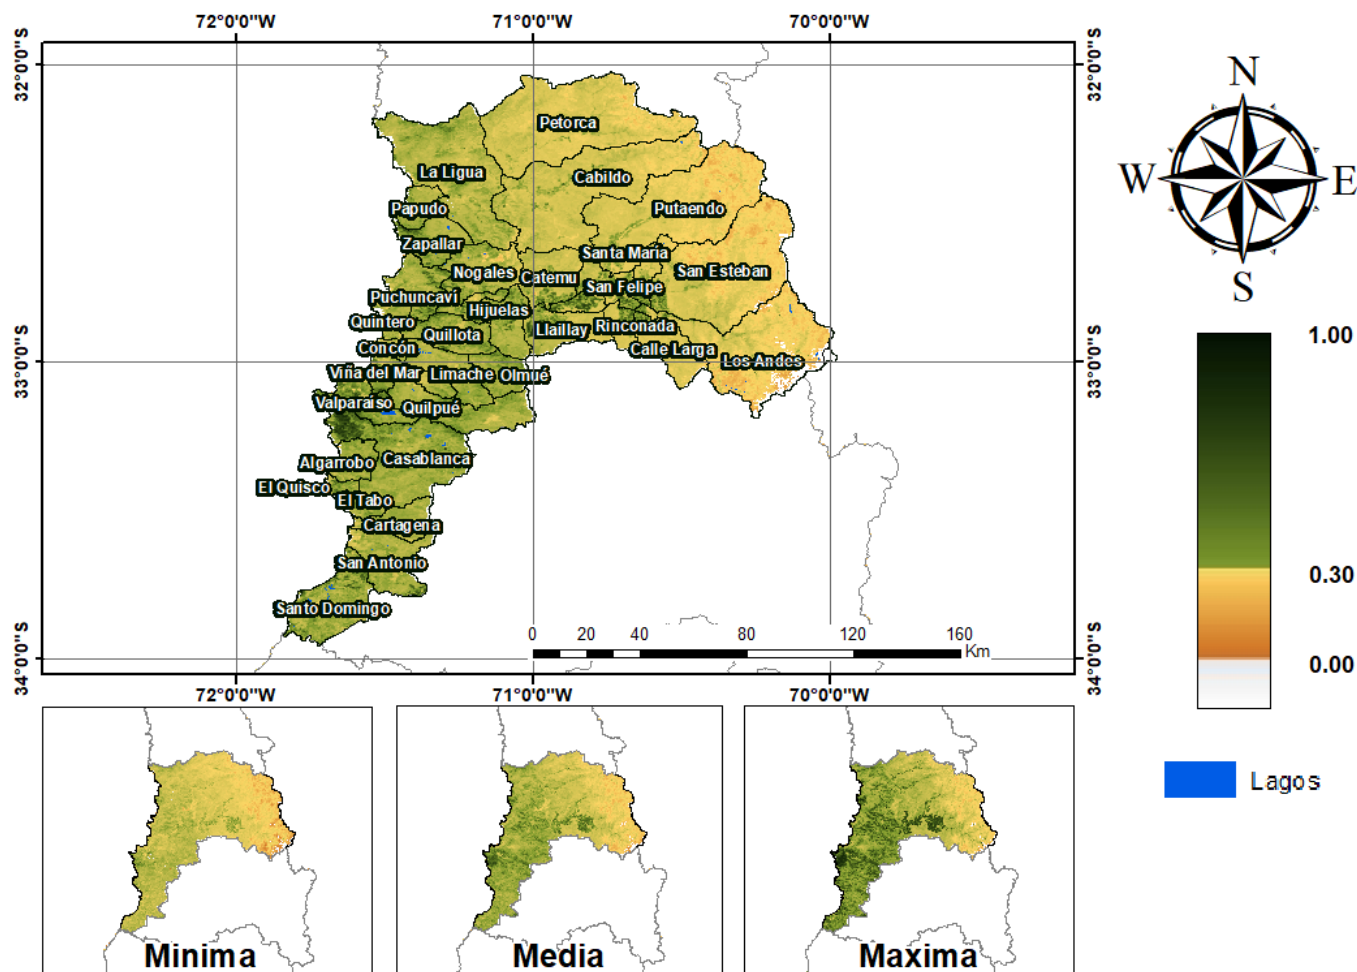 72°0'0"W 71°0'0"W 70°0'0"W
32°0'0"S 32°0'0"S
N
W E
S
Petorca
La Ligua
Cabildo
Papudo
Putaendo
Zapallar
Santa María
Nogales
Catemu
San Esteban
San Felipe
Puchuncaví
Hijuelas
Quintero
Quillota
Llaillay
Rinconada
Concón
Calle Larga
Los Andes
33°0'0"S 33°0'0"S
Viña del Mar
Limache
Olmué
Valparaíso
Quilpué
Algarrobo
Casablanca
El Quisco
El Tabo
Cartagena
San Antonio
Santo Domingo
0 20 40 80 120 160
Km
34°0'0"S 34°0'0"S
72°0'0"W 71°0'0"W 70°0'0"W
1.00
0.30
0.00
Lagos
Minima
Media
Maxima